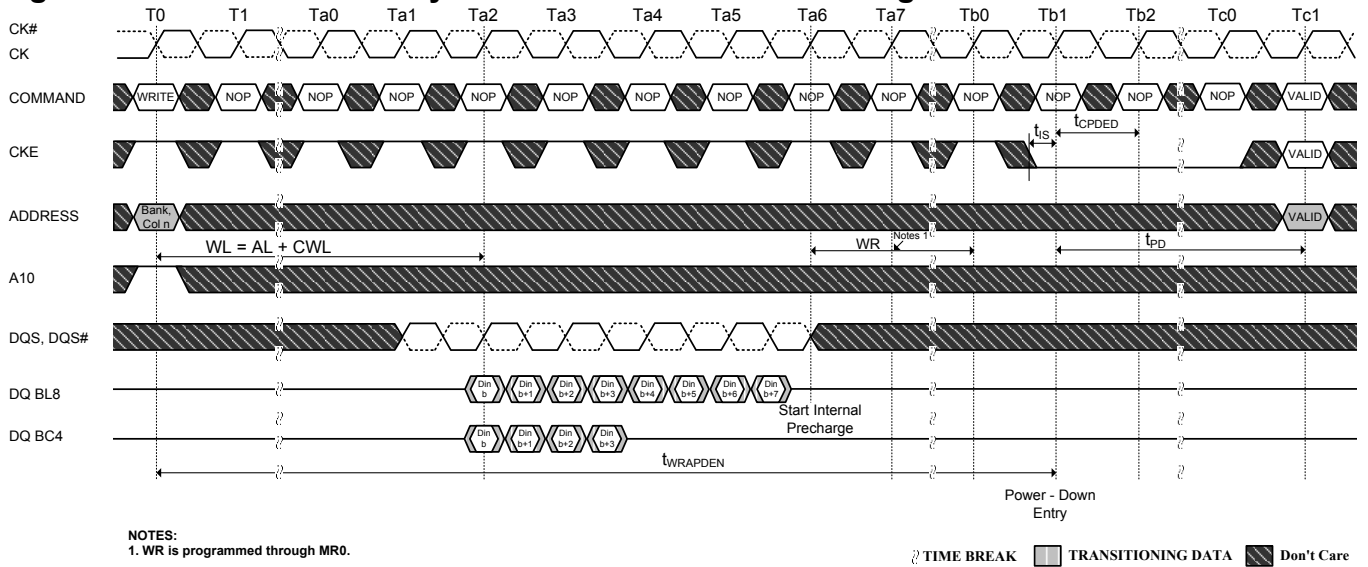 T0 T1 Ta0 Ta1 Ta2 Ta3 Ta4 Ta5 Ta6 Ta7 Tb0 Tb1 Tb2 Tc0 Tc1
CK#
CK
COMMAND WRITE NOP NOP NOP NOP NOP NOP NOP NOP NOP NOP NOP NOP VALID
tIS tCPDED
CKE VALID
ADDRESS Bank, Col n VALID
WL = AL + CWL WR Notes 1 tPD
A10
DQS, DQS#
DQ BL8 Din b Din b+1 Din b+2 Din b+3 Din b+4 Din b+5 Din b+6 Din b+7
Start Internal
Precharge
DQ BC4 Din b Din b+1 Din b+2 Din b+3
tWRAPDEN
Power - Down
Entry
NOTES:
1. WR is programmed through MR0.
TIME BREAK TRANSITIONING DATA Don't Care